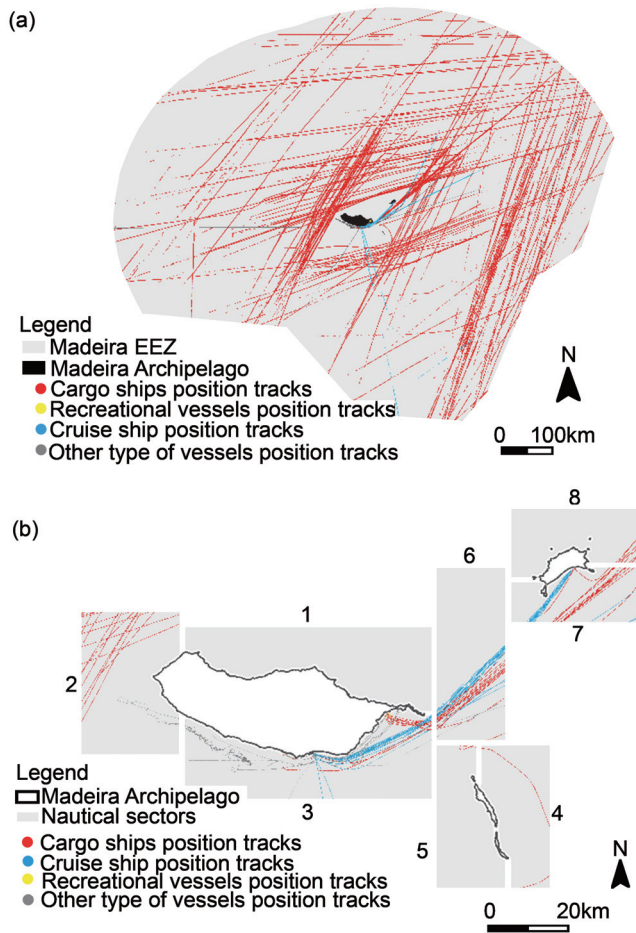 (a)
Legend
Madeira EEZ
Madeira Archipelago
Cargo ships position tracks
Recreational vessels position tracks
Cruise ship position tracks
Other type of vessels position tracks
N
0 100km
(b)
8
6
1
7
2
Legend
Madeira Archipelago
Nautical sectors
3
4
5
Cargo ships position tracks
Cruise ship position tracks
Recreational vessels position tracks
Other type of vessels position tracks
N
0 20km